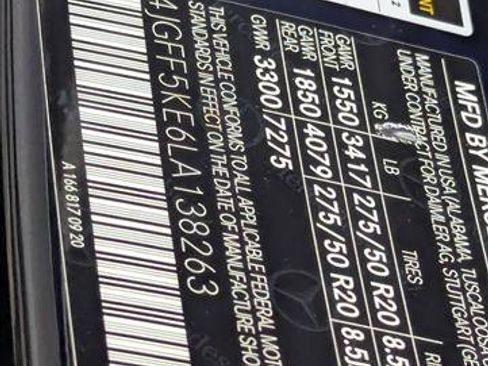 MFD BY MERC
MANUFACTURED IN USA (ALABAMA, TUSCALOOSA
UNDER CONTRACT FOR DAIMLER AG, STUTTGART GE
KG LB TIRES RI
GAWR FRONT 1550 3417 275/50 R20 8.5
GAWR REAR 1850 4079 275/50 R20 8.5J
GVWR 3300 7275
THIS VEHICLE CONFORMS TO ALL APPLICABLE FEDERAL MOT
STANDARDS IN EFFECT ON THE DATE OF MANUFACTURE SHO
4JGFF5KE6LA138263
A 166 817 09 20